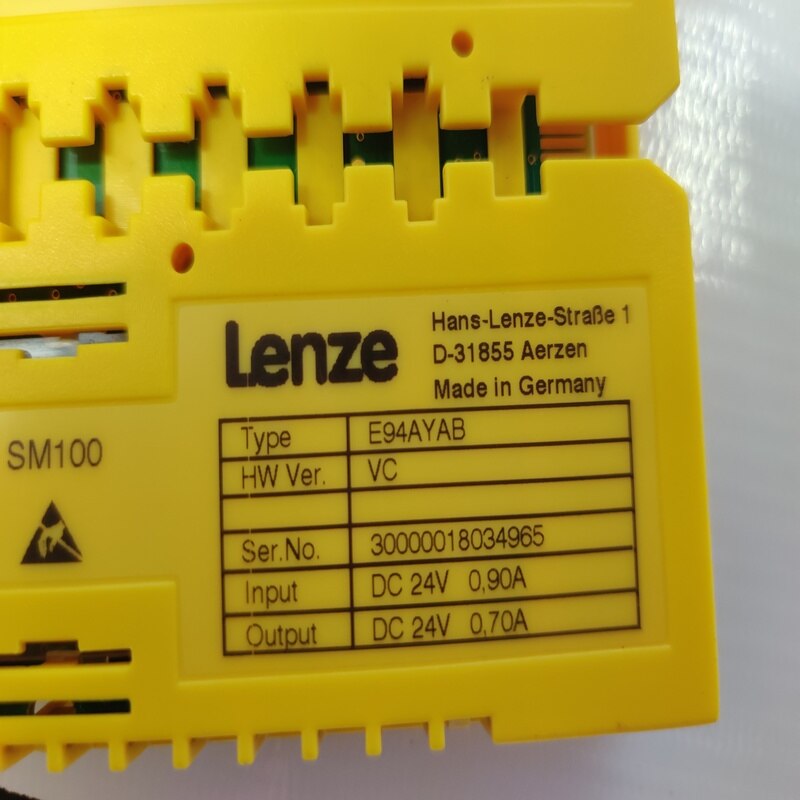 Lenze
Hans-Lenze-Straße 1
D-31855 Aerzen
Made in Germany
SM100
Type E94AYAB
HW Ver. VC
Ser.No. 30000018034965
Input DC 24V 0,90A
Output DC 24V 0,70A